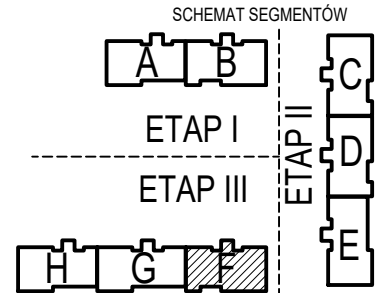 SCHEMAT SEGMENTÓW
A B
C
ETAP I
ETAP II
D
ETAP III
E
H G F